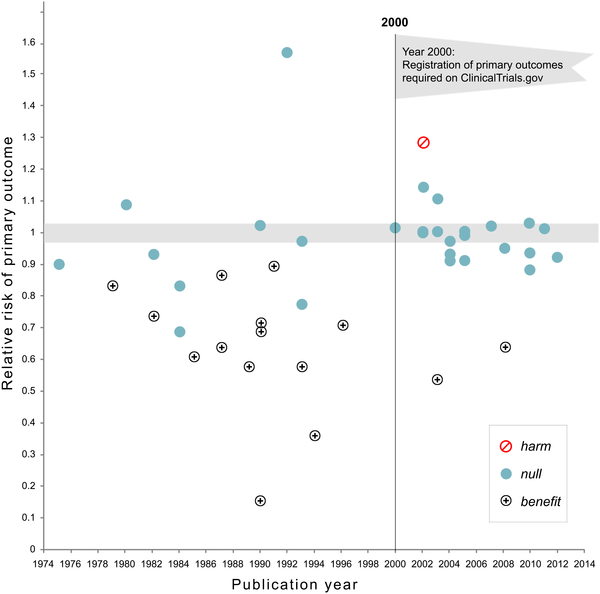 2000
Year 2000:
Registration of primary outcomes
required on ClinicalTrials.gov
Relative risk of primary outcome
1.6
1.5
1.4
1.3
1.2
1.1
1
0.9
0.8
0.7
0.6
0.5
0.4
0.3
0.2
0.1
0
harm
null
benefit
1974 1976 1978 1980 1982 1984 1986 1988 1990 1992 1994 1996 1998 2000 2002 2004 2006 2008 2010 2012 2014
Publication year